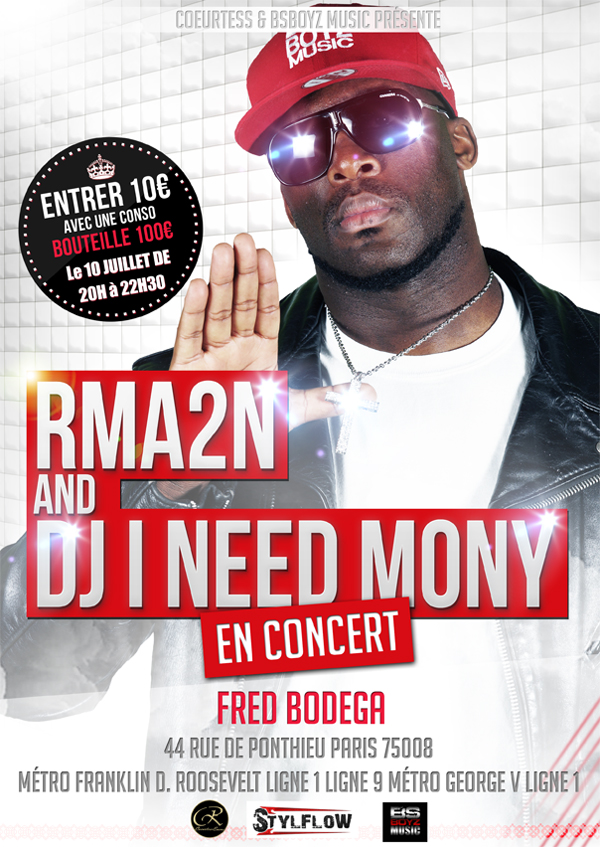 COEURTESS & BSBOYZ MUSIC PRÉSENTE
BOYZ
MUSIC
ENTRER 10€
AVEC UNE CONSO
BOUTEILLE 100€
Le 10 JUILLET DE
20H à 22H30
RMA2N
AND
DJ I NEED MONY
EN CONCERT
FRED BODEGA
44 RUE DE PONTHIEU PARIS 75008
MÉTRO FRANKLIN D. ROOSEVELT LIGNE 1 LIGNE 9 MÉTRO GEORGE V LIGNE 1
R
STYLFLOW
BS
BOYZ
MUSIC